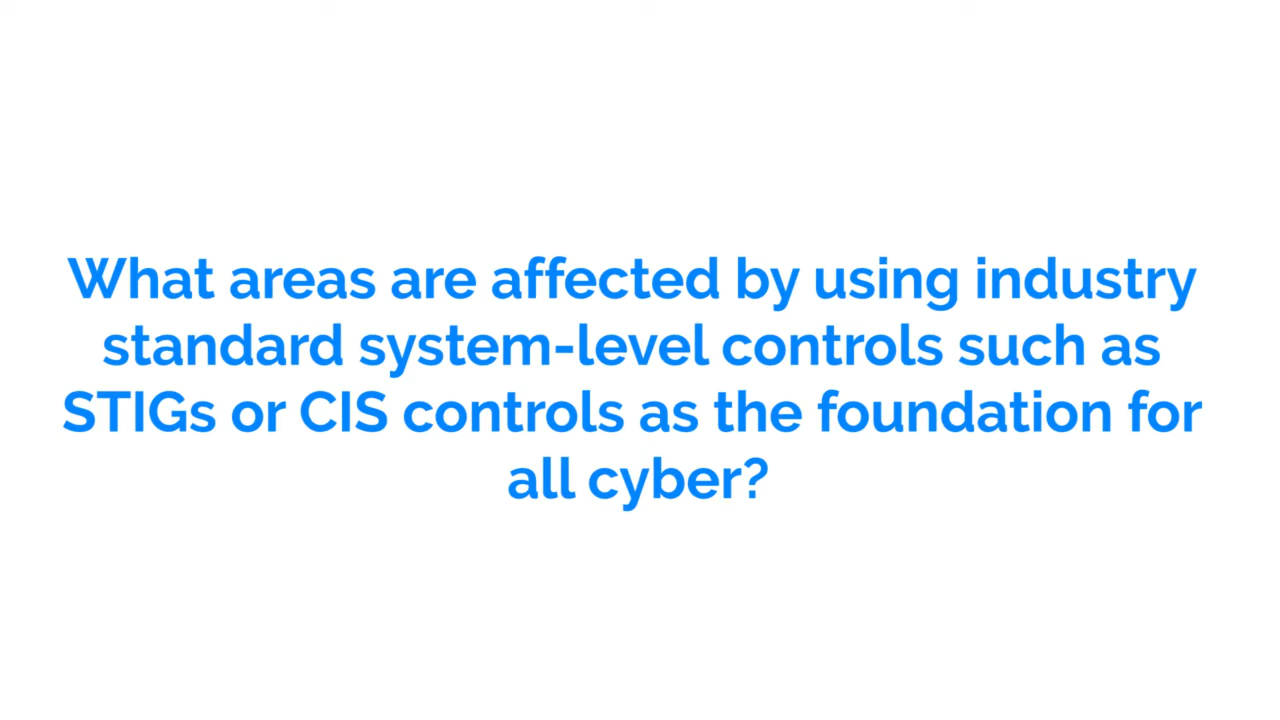 What areas are affected by using industry
standard system-level controls such as
STIGs or CIS controls as the foundation for
all cyber?